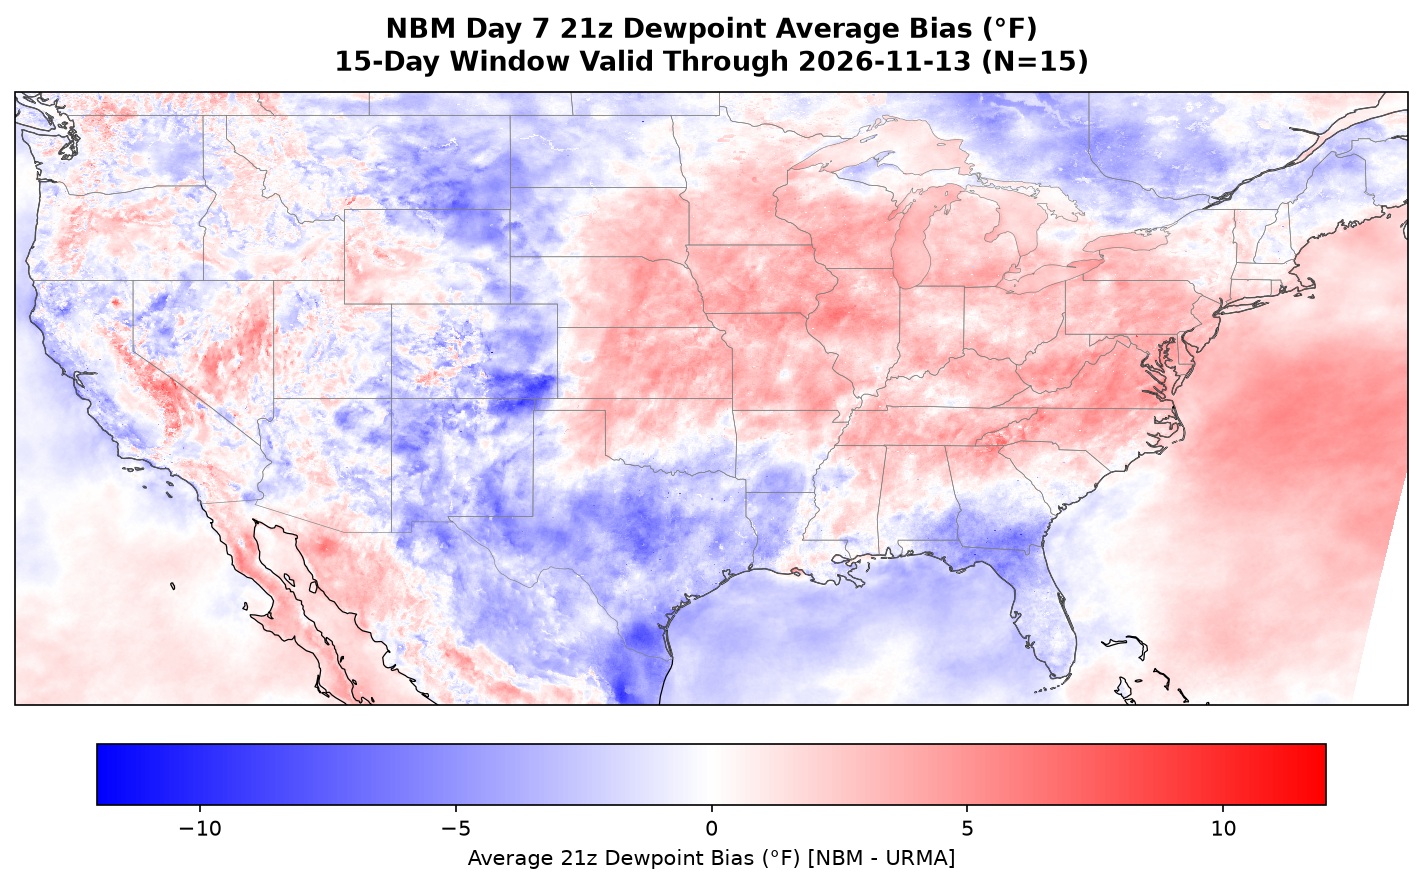 NBM Day 7 21z Dewpoint Average Bias (°F)
15-Day Window Valid Through 2026-11-13 (N=15)
−10 −5 0 5 10
Average 21z Dewpoint Bias (°F) [NBM - URMA]